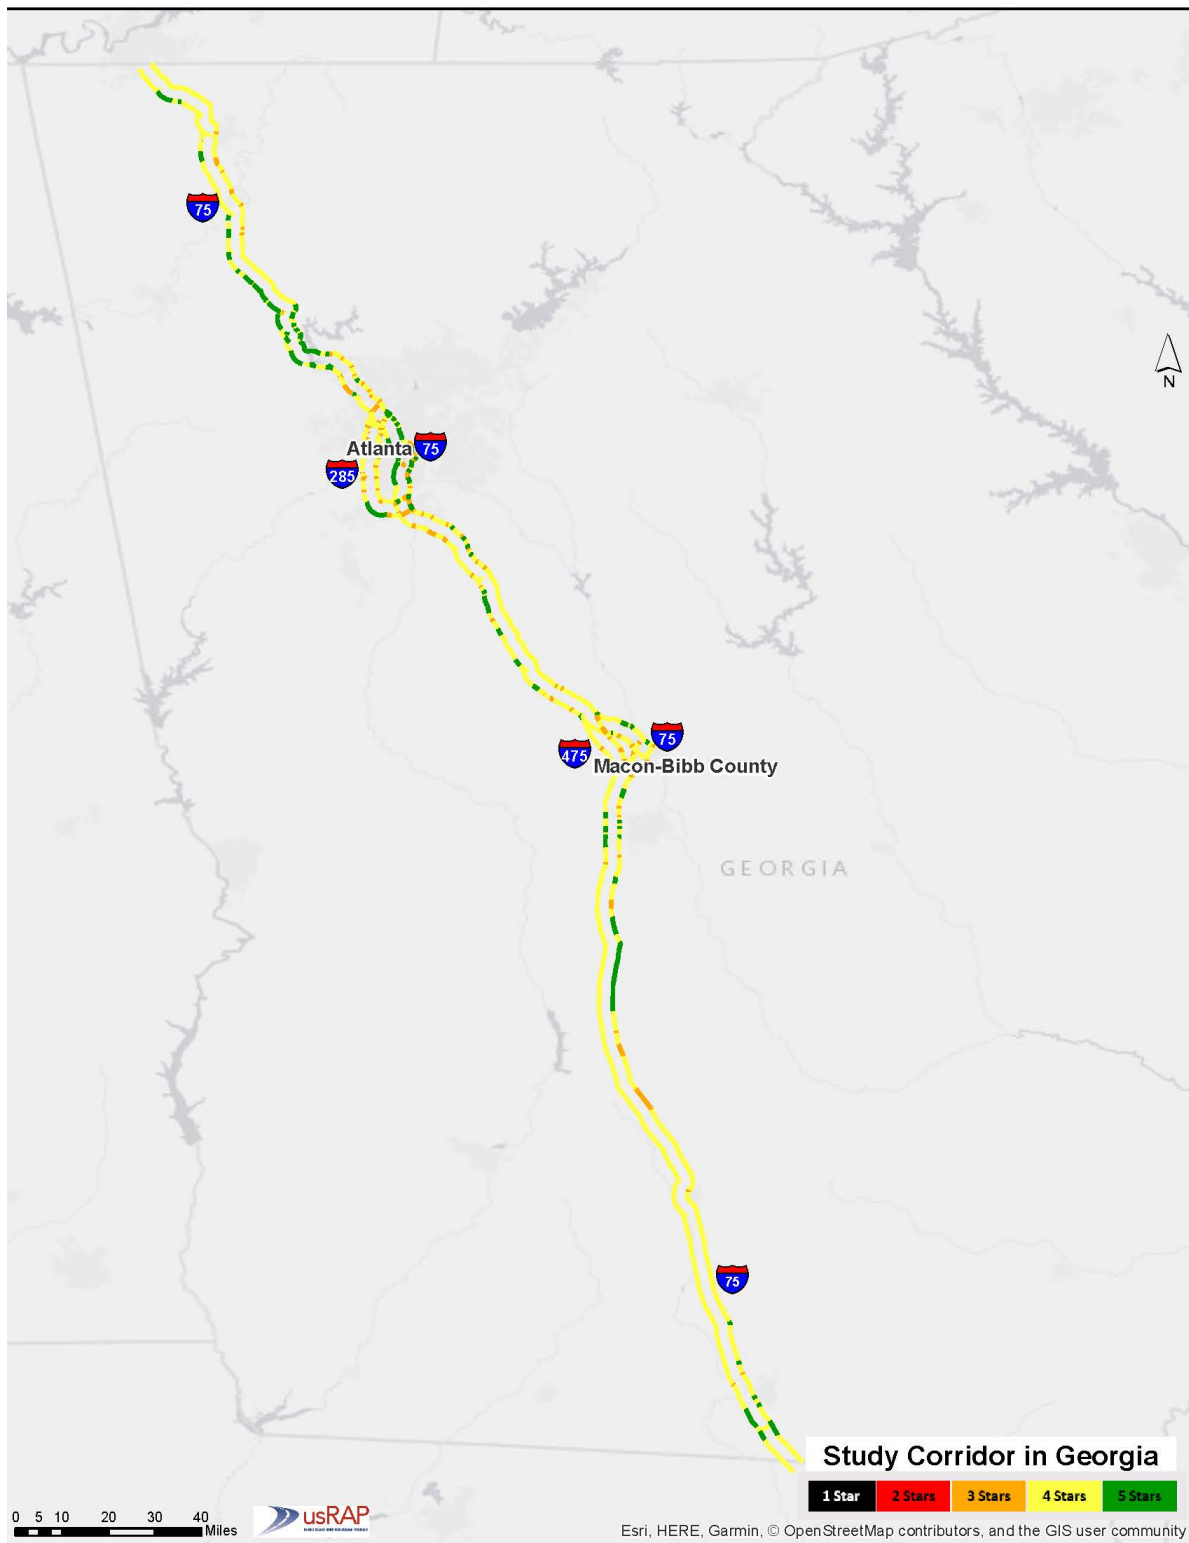 75
Atlanta
75
285
75
475
Macon-Bibb County
GEORGIA
75
Study Corridor in Georgia
1 Star 2 Stars 3 Stars 4 Stars 5 Stars
N
0 5 10 20 30 40
Miles
usRAP
Esri, HERE, Garmin, © OpenStreetMap contributors, and the GIS user community